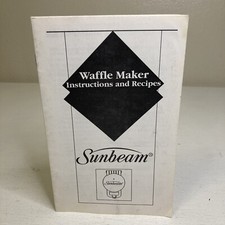 Waffle Maker
Instructions and Recipes
Sunbeam®